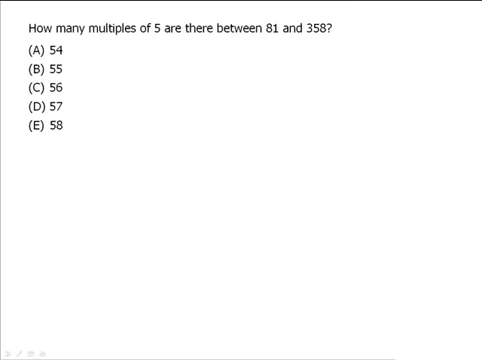 How many multiples of 5 are there between 81 and 358?
(A) 54
(B) 55
(C) 56
(D) 57
(E) 58